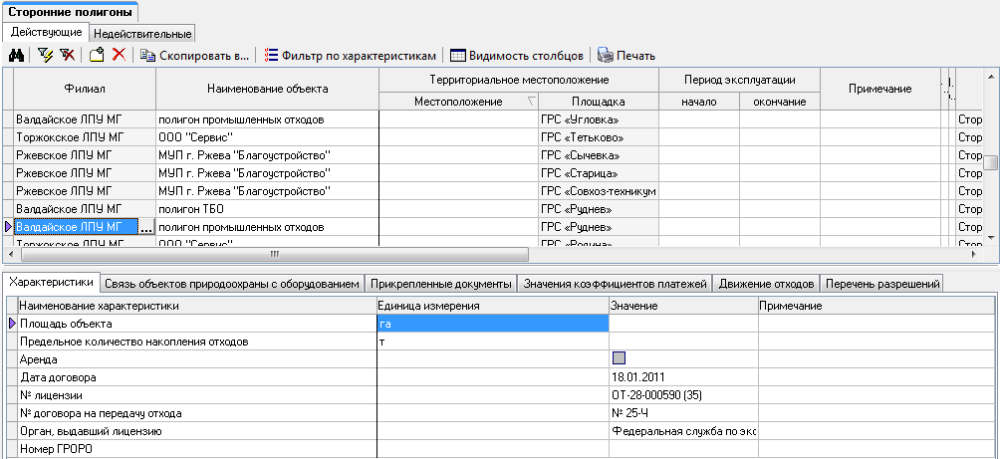 Сторонние полигоны
Действующие Недействительные
Скопировать в... Фильтр по характеристикам Видимость столбцов Печать
Филиал Наименование объекта Территориальное местоположение Период эксплуатации Примечание
Местоположение Площадка начало окончание
Валдайское ЛПУ МГ полигон промышленных отходов ГРС «Угловка» Стор
Торжокское ЛПУ МГ ООО "Сервис" ГРС «Тетьково» Стор
Ржевское ЛПУ МГ МУП г. Ржева "Благоустройство" ГРС «Сычевка» Стор
Ржевское ЛПУ МГ МУП г. Ржева "Благоустройство" ГРС «Старица» Стор
Ржевское ЛПУ МГ МУП г. Ржева "Благоустройство" ГРС «Совхоз-техникум Стор
Валдайское ЛПУ МГ полигон ТБО ГРС «Руднев» Стор
Валдайское ЛПУ МГ ... полигон промышленных отходов ГРС «Руднев» Стор
Торжокское ЛПУ МГ ООО "Сервис" ГРС «Родина» Стор
Характеристики Связь объектов природоохраны с оборудованием Прикрепленные документы Значения коэффициентов платежей Движение отходов Перечень разрешений
Наименование характеристики Единица измерения Значение Примечание
Площадь объекта га
Предельное количество накопления отходов т
Аренда
Дата договора 18.01.2011
№ лицензии ОТ-28-000590 (35)
№ договора на передачу отхода № 25-Ч
Орган, выдавший лицензию Федеральная служба по экс
Номер ГРОРО